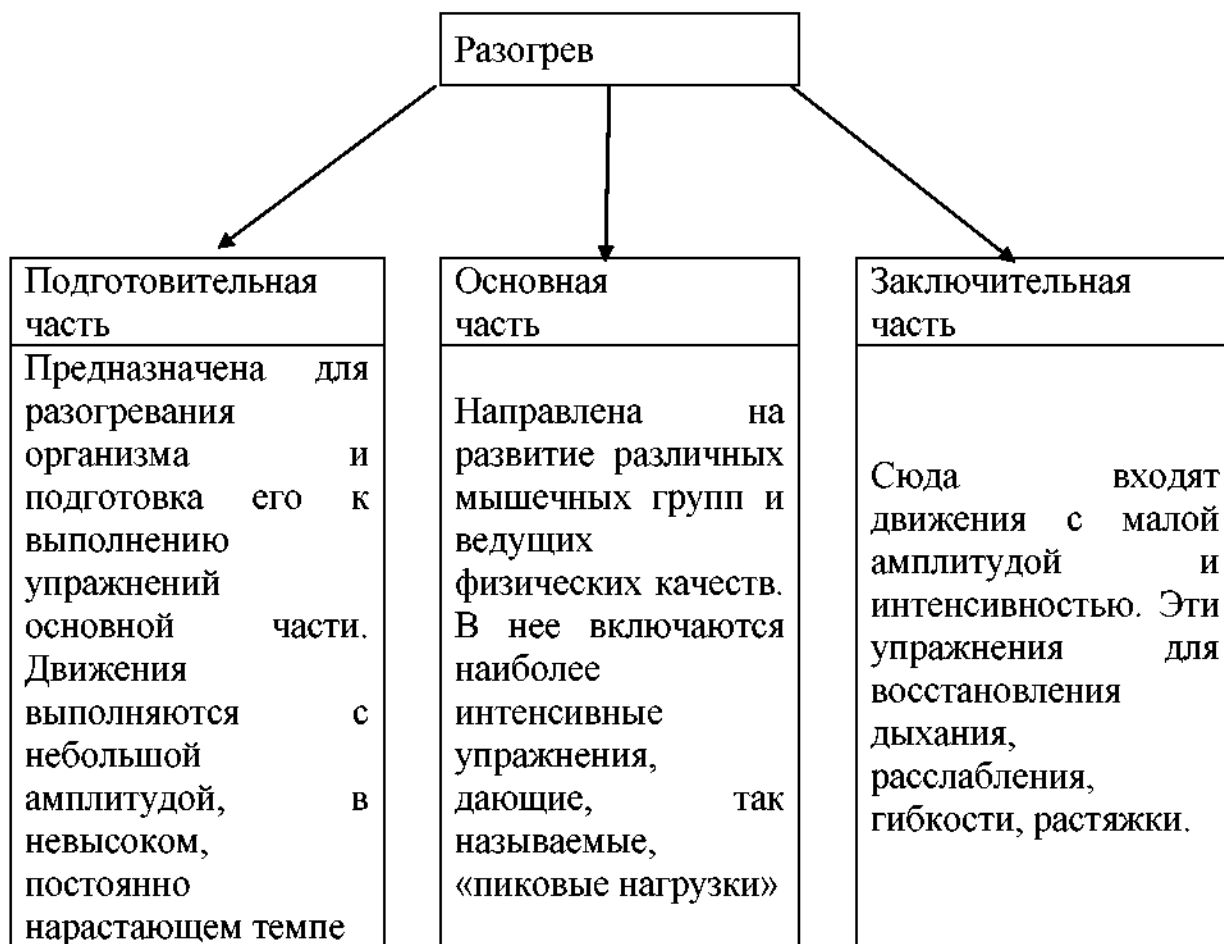 Разогрев
Подготовительная
часть
Предназначена для
разогревания
организма и
подготовка его к
выполнению
упражнений
основной части.
Движения
выполняются с
небольшой
амплитудой, в
невысоком,
постоянно
нарастающем темпе
Основная
часть
Направлена на
развитие различных
мышечных групп и
ведущих
физических качеств.
В нее включаются
наиболее
интенсивные
упражнения,
дающие, так
называемые,
«пиковые нагрузки»
Заключительная
часть
Сюда входят
движения с малой
амплитудой и
интенсивностью. Эти
упражнения для
восстановления
дыхания,
расслабления,
гибкости, растяжки.